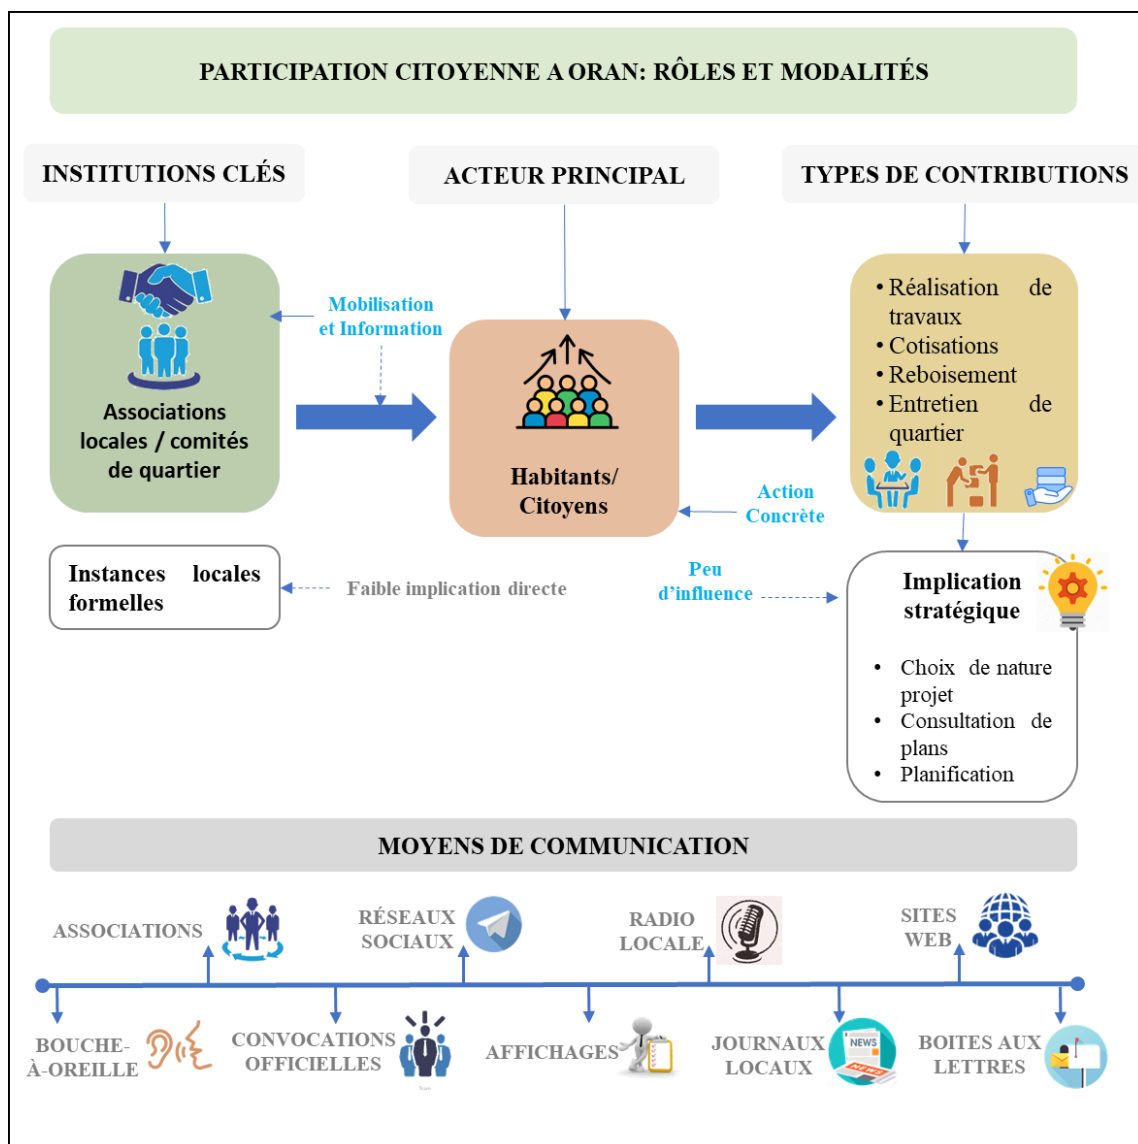 PARTICIPATION CITOYENNE A ORAN: RÔLES ET MODALITÉS
INSTITUTIONS CLÉS
ACTEUR PRINCIPAL
TYPES DE CONTRIBUTIONS
Associations
locales / comités
de quartier
Mobilisation
et Information
Habitants/
Citoyens
• Réalisation de
travaux
• Cotisations
• Reboisement
• Entretien de
quartier
Action
Concrète
Instances locales
formelles
Faible implication directe
Peu
d'influence
Implication
stratégique
• Choix de nature
projet
• Consultation de
plans
• Planification
MOYENS DE COMMUNICATION
ASSOCIATIONS
RÉSEAUX
SOCIAUX
RADIO
LOCALE
SITES
WEB
BOUCHE-
À-OREILLE
CONVOCATIONS
OFFICIELLES
AFFICHAGES
JOURNAUX
LOCAUX
NEWS
NEWS
BOITES AUX
LETTRES